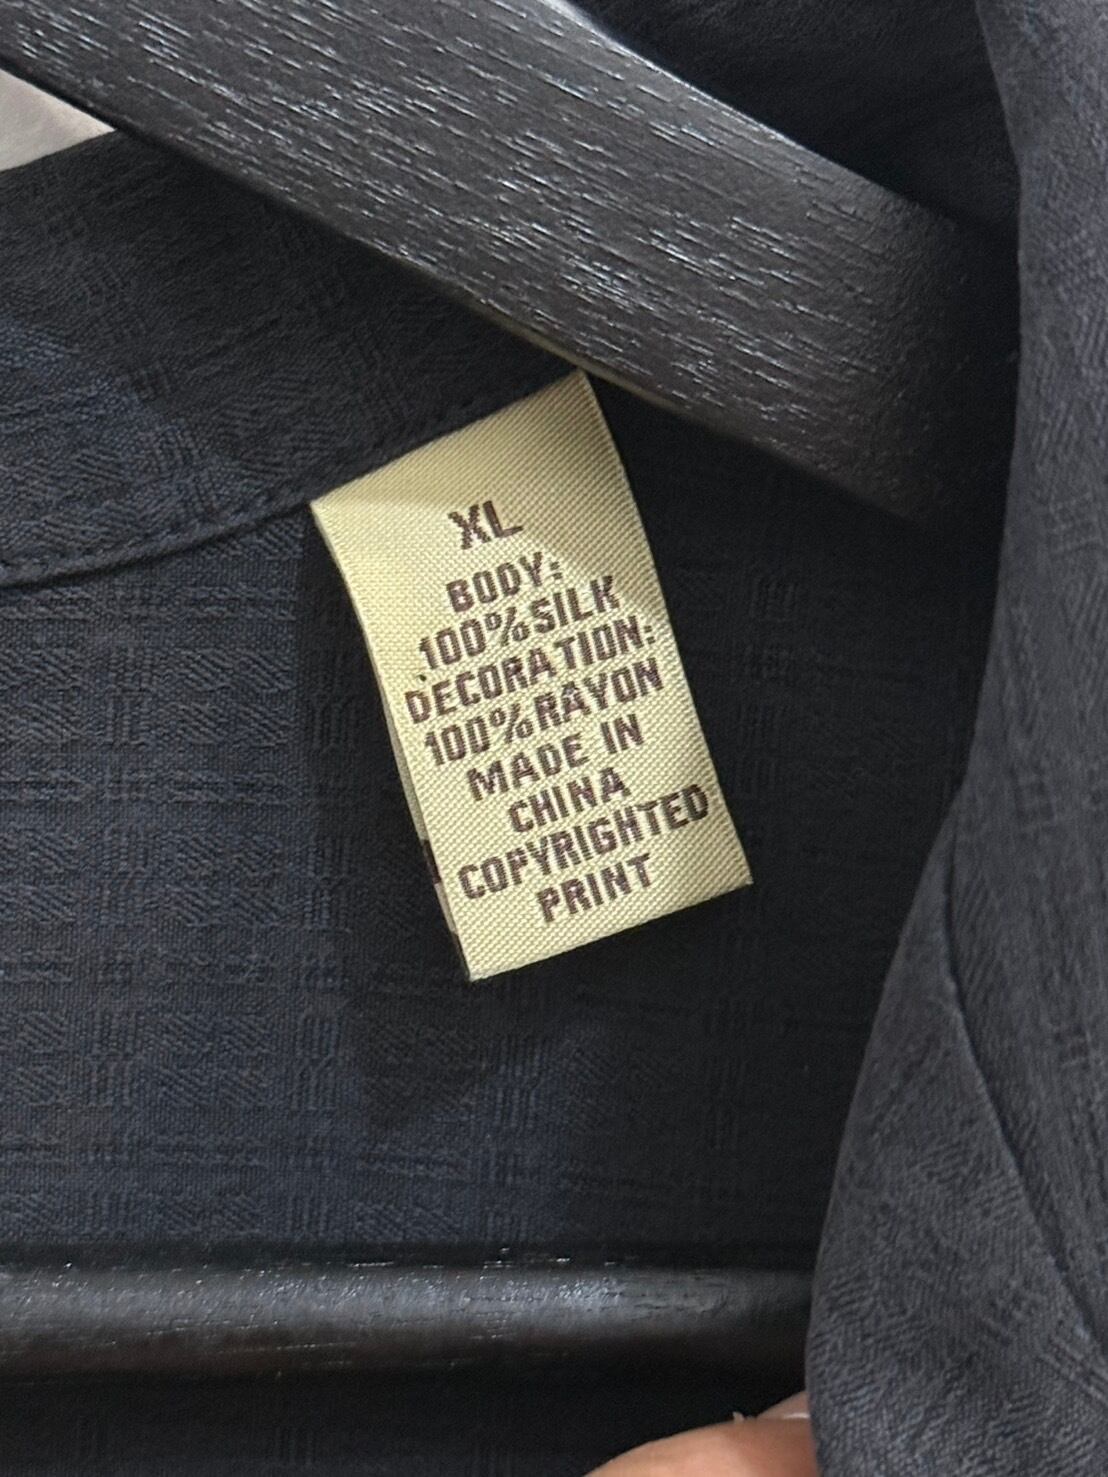 XL
BODY:
100%SILK
DECORATION:
100%RAYON
MADE IN
CHINA
COPYRIGHTED
PRINT